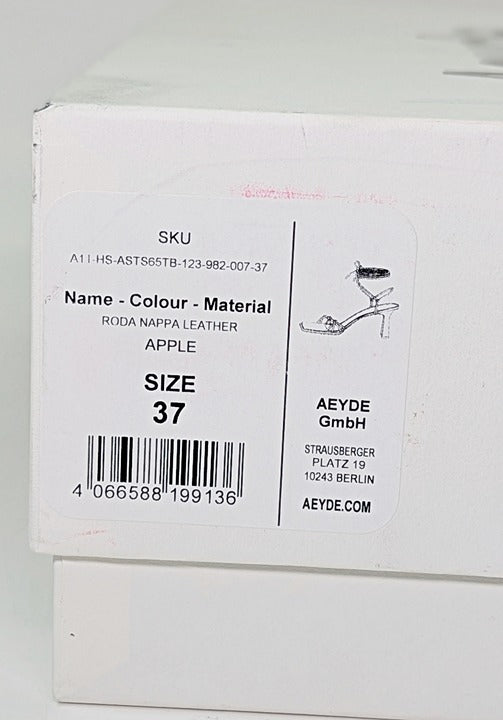 SKU
A11-HS-ASTS65TB-123-982-007-37
Name - Colour - Material
RODA NAPPA LEATHER
APPLE
SIZE
37
4 066588 199136
AEYDE
GmbH
STRAUSBERGER
PLATZ 19
10243 BERLIN
AEYDE.COM